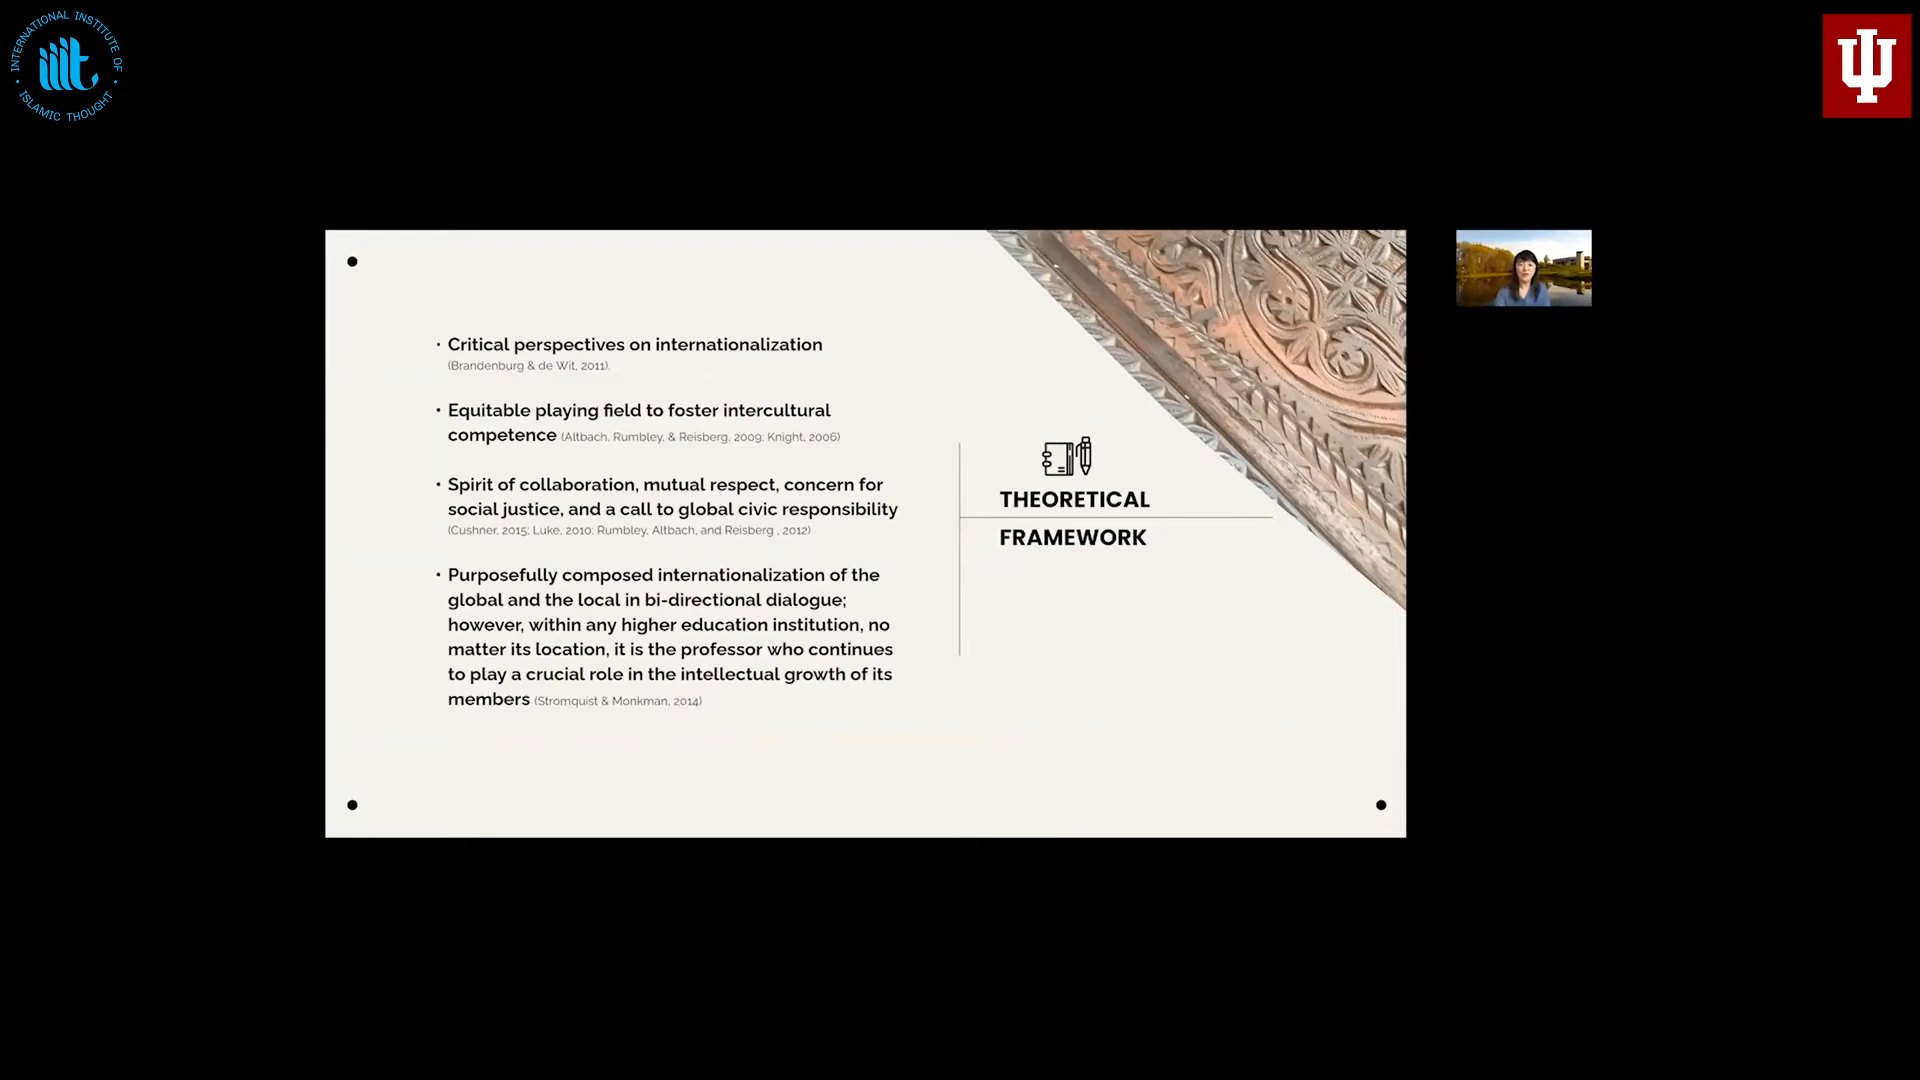 INTERNATIONAL INSTITUTE OF
ISLAMIC THOUGHT
iiit
• Critical perspectives on internationalization
(Brandenburg & de Wit, 2011).
• Equitable playing field to foster intercultural
competence (Altbach, Rumbley, & Reisberg, 2009; Knight, 2006)
• Spirit of collaboration, mutual respect, concern for
social justice, and a call to global civic responsibility
(Cushner, 2015; Luke, 2010; Rumbley, Altbach, and Reisberg , 2012)
• Purposefully composed internationalization of the
global and the local in bi-directional dialogue;
however, within any higher education institution, no
matter its location, it is the professor who continues
to play a crucial role in the intellectual growth of its
members (Stromquist & Monkman, 2014)
THEORETICAL
FRAMEWORK